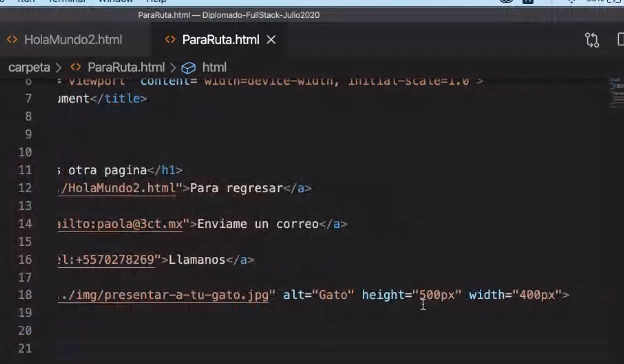 Window Help
ParaRuta.html — Diplomado-FullStack-Julio2020
<> HolaMundo2.html <> ParaRuta.html ×
carpeta > <> ParaRuta.html > html
6 ="viewport" content="width=device-width, initial-scale=1.0">
7 ument</title>
8
9
10
11 s otra pagina</h1>
12 ./HolaMundo2.html">Para regresar</a>
13
14 ailto:paola@3ct.mx">Enviame un correo</a>
15
16 el:+5570278269">Llamanos</a>
17
18 ../img/presentar-a-tu-gato.jpg" alt="Gato" height="500px" width="400px">
19
20
21